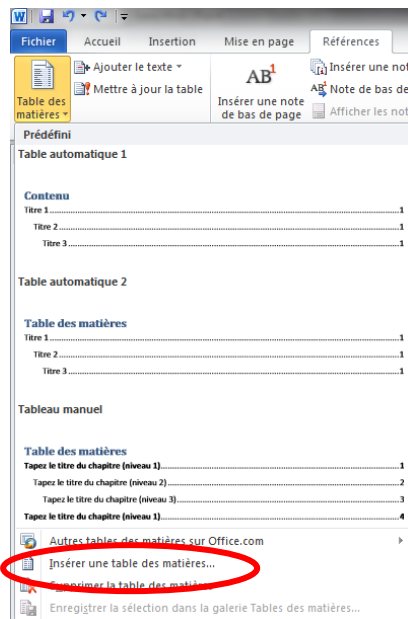 Fichier Accueil Insertion Mise en page Références
Table des matières
Ajouter le texte
Mettre à jour la table
AB¹
Insérer une note de bas de page
Insérer une
Note de bas
Afficher les
Prédéfini
Table automatique 1
Contenu
Titre 1 1
Titre 2 1
Titre 3 1
Table automatique 2
Table des matières
Titre 1 1
Titre 2 1
Titre 3 1
Tableau manuel
Table des matières
Tapez le titre du chapitre (niveau 1) 1
Tapez le titre du chapitre (niveau 2) 2
Tapez le titre du chapitre (niveau 3) 3
Tapez le titre du chapitre (niveau 1) 4
Autres tables des matières sur Office.com
Insérer une table des matières...
Supprimer la table des matières
Enregistrer la sélection dans la galerie Tables des matières...